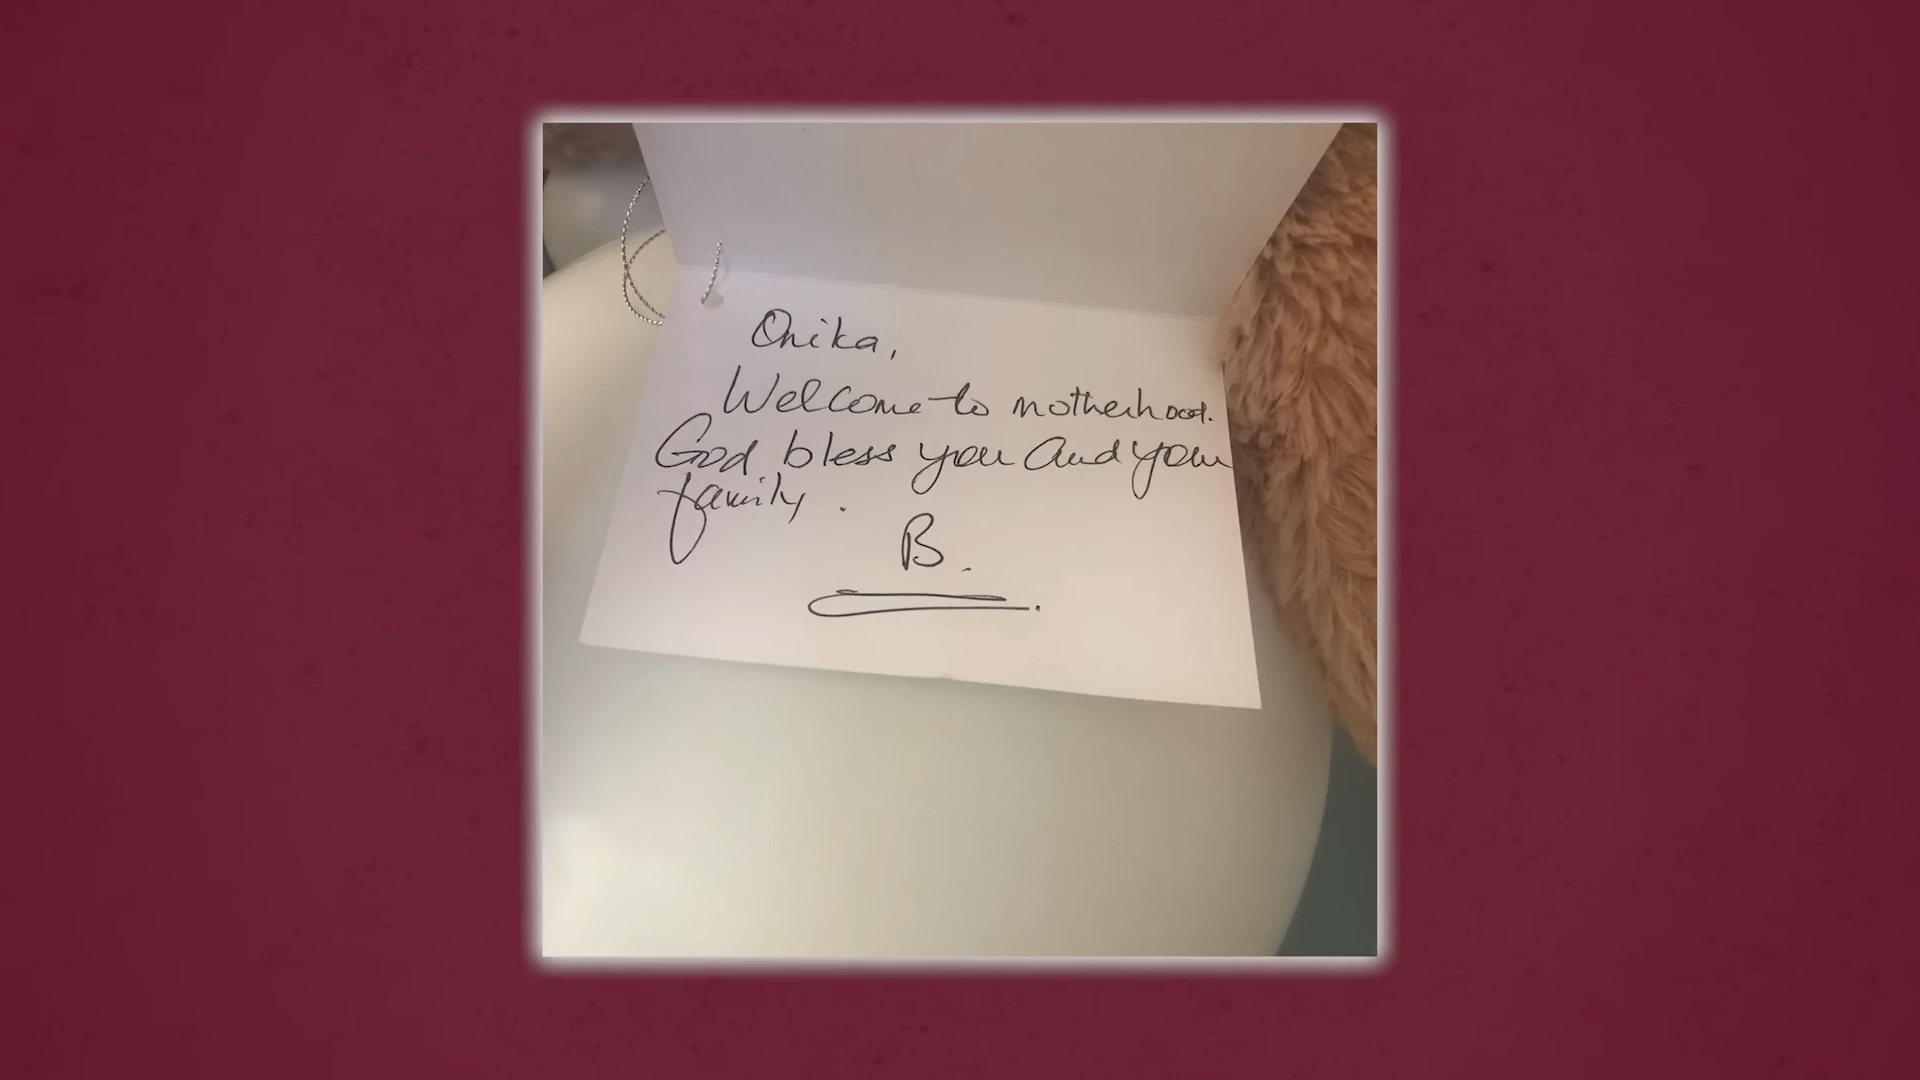 Onika,
Welcome to motherhood.
God bless you and your
family.
B.